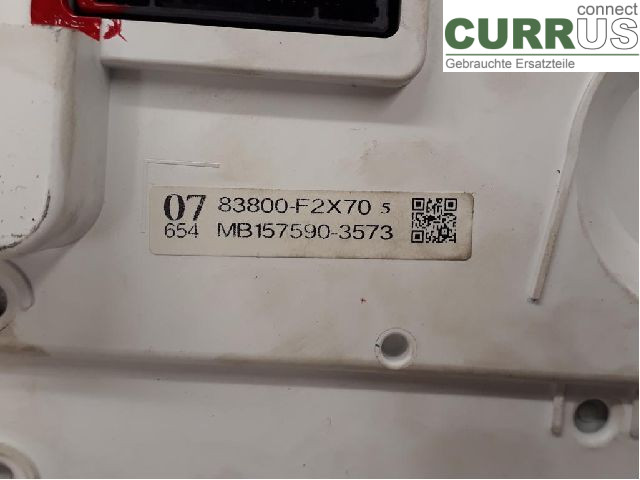 connect
CURRUS
Gebrauchte Ersatzteile
07 83800-F2X70 5
654 MB157590-3573